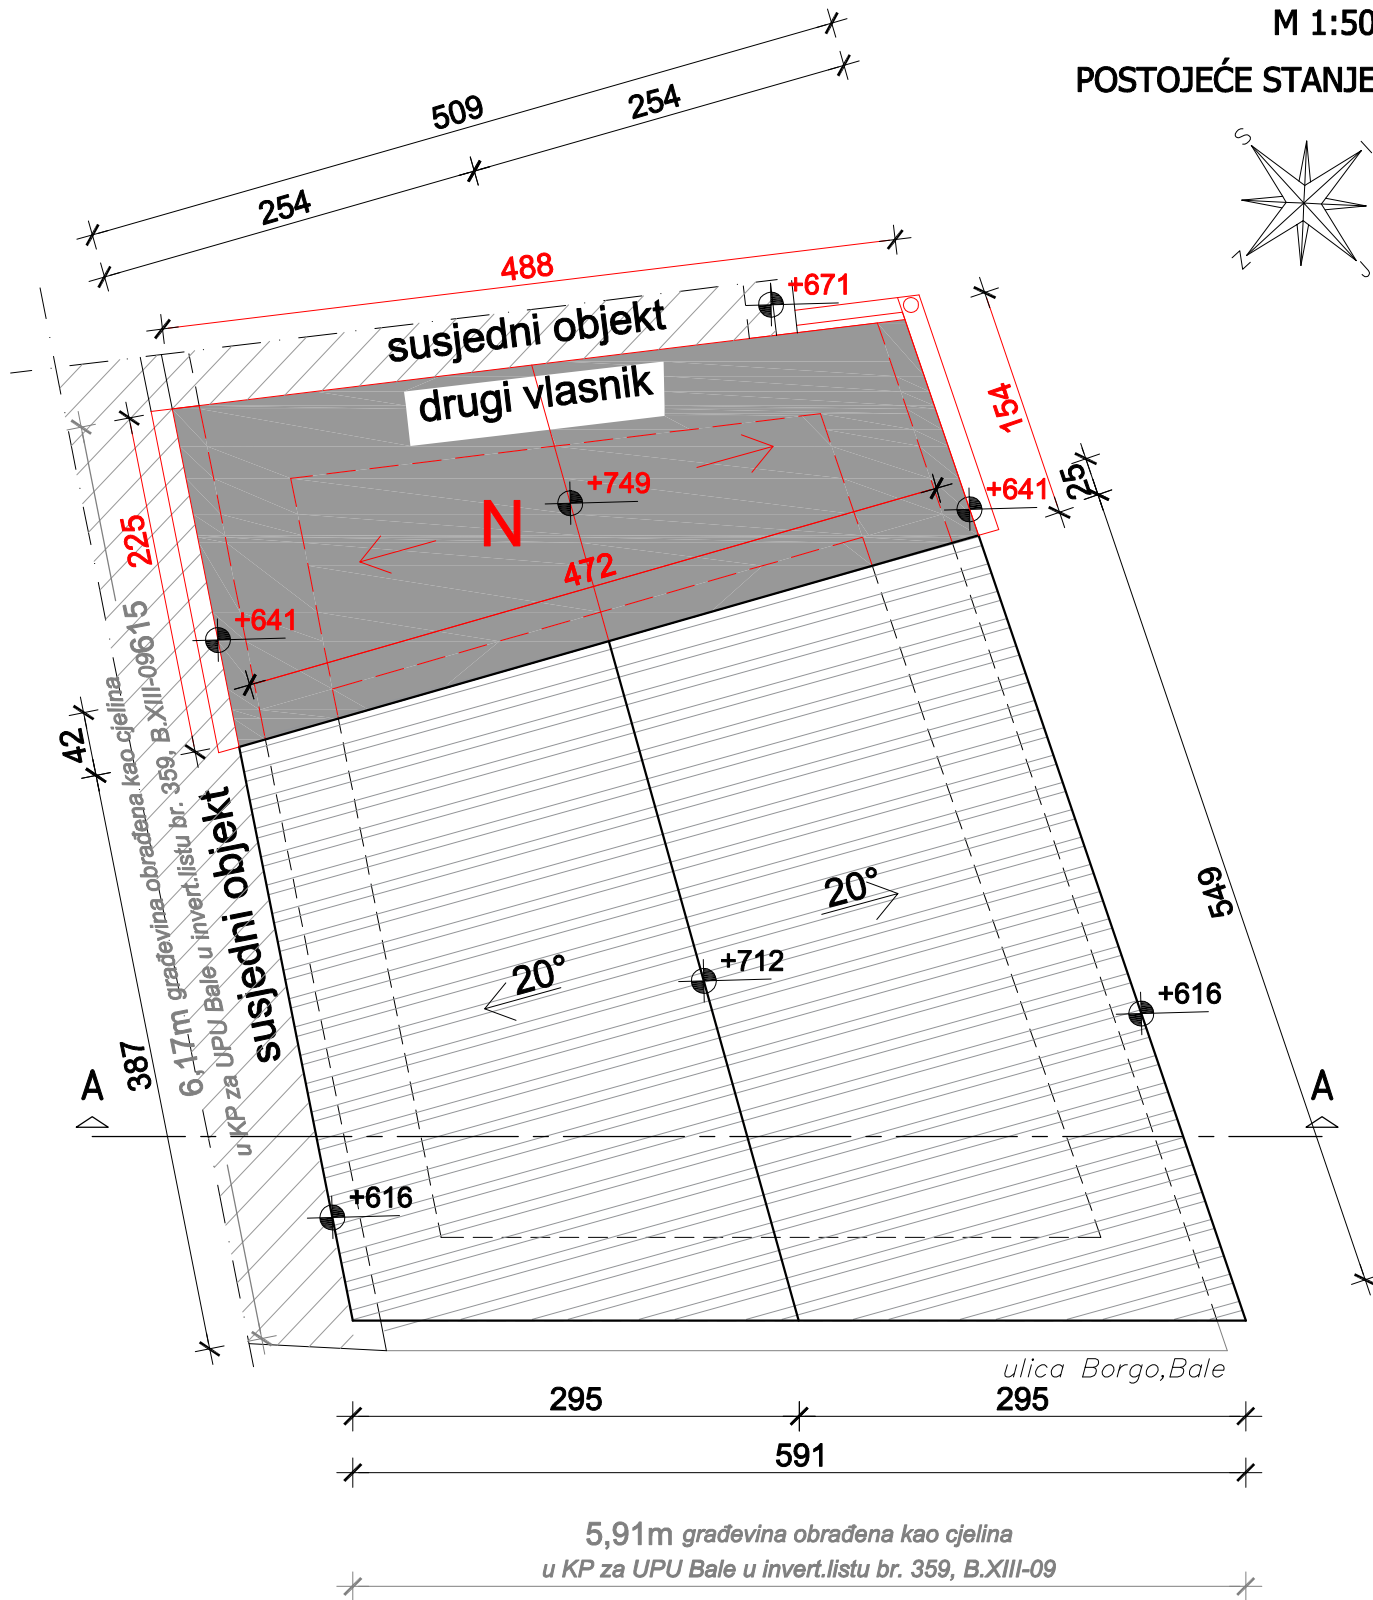 M 1:50
POSTOJEĆE STANJE
S
I
Z
J
509
254
254
488
+671
susjedni objekt
drugi vlasnik
154
+749
+641
25
N
472
225
+641
615
42
387
549
6,17m građevina obrađena kao cjelina
u KP za UPU Bale u invert.listu br. 359, B.XIII-09
susjedni objekt
20°
20°
+712
+616
A
A
+616
ulica Borgo,Bale
295
295
591
5,91m građevina obrađena kao cjelina
u KP za UPU Bale u invert.listu br. 359, B.XIII-09